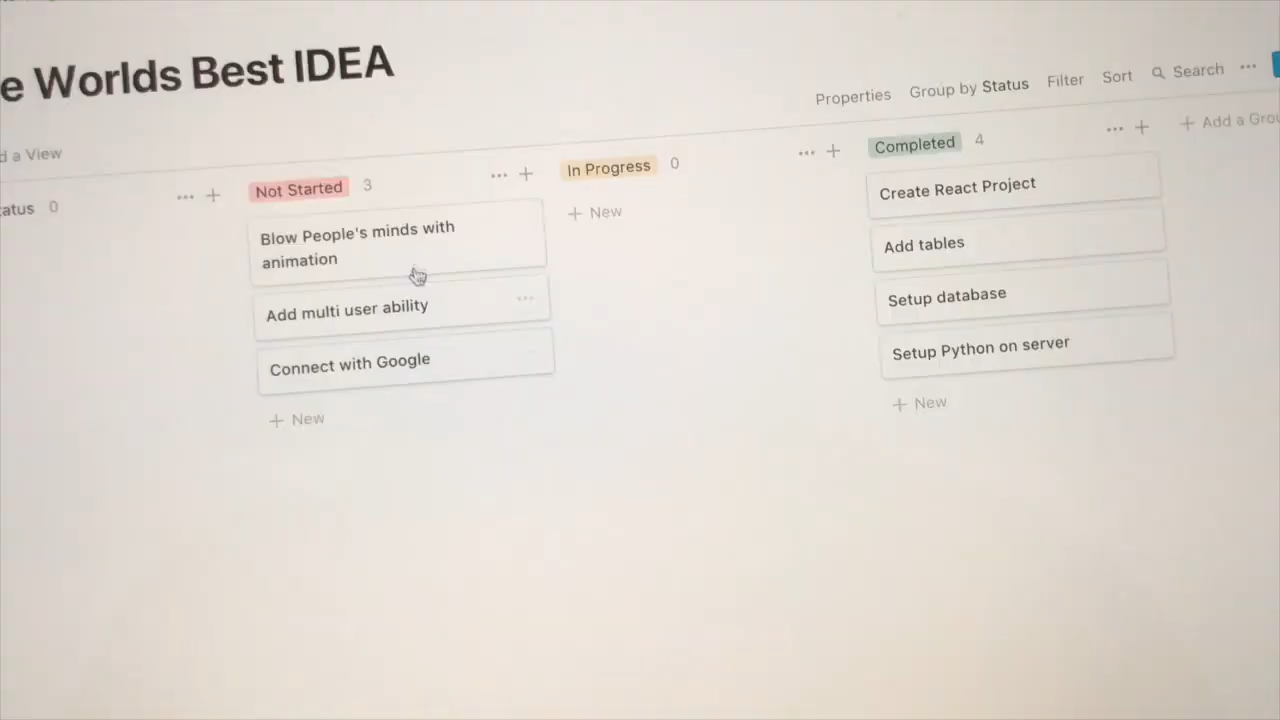 e Worlds Best IDEA
Properties Group by Status Filter Sort Search
d a View
atus 0
Not Started 3
In Progress 0
Completed 4
+ Add a Grou
Blow People's minds with
animation
Add multi user ability
Connect with Google
+ New
+ New
Create React Project
Add tables
Setup database
Setup Python on server
+ New